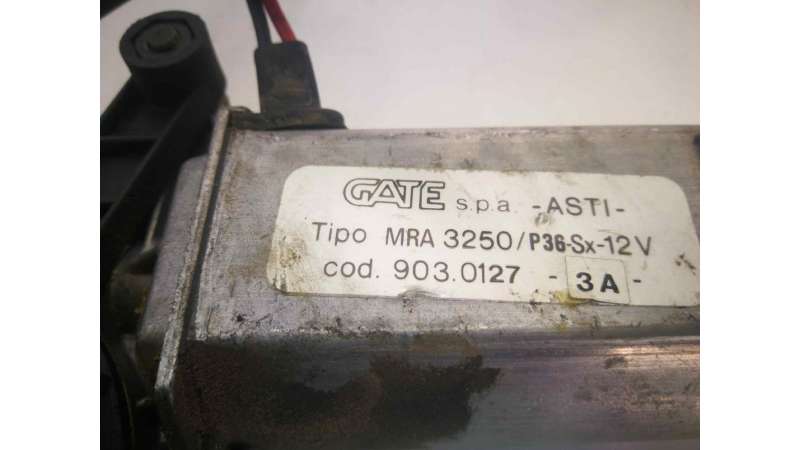 GATE s.p.a. -ASTI-
Tipo MRA 3250/P36-Sx-12V
cod. 903.0127 - 3A -